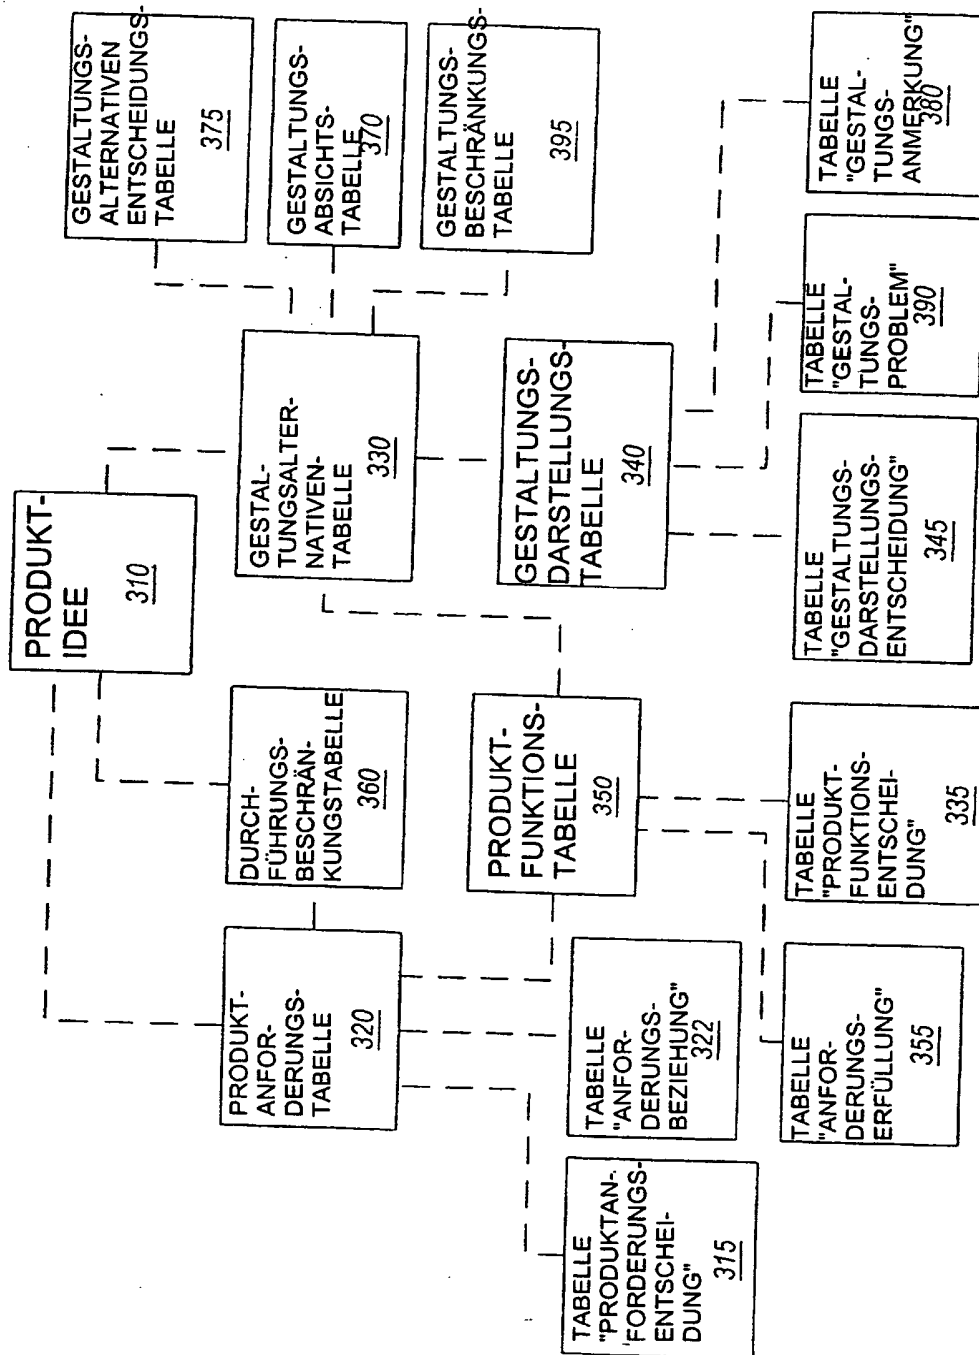 PRODUKT-
IDEE
310
GESTALTUNGS-
ALTERNATIVEN
ENTSCHEIDUNGS-
TABELLE
375
DURCH-
FÜHRUNGS-
BESCHRÄN-
KUNGSTABELLE
360
GESTAL-
TUNGSALTER-
NATIVEN-
TABELLE
330
GESTALTUNGS-
ABSICHTS-
TABELLE
370
PRODUKT-
ANFOR-
DERUNGS-
TABELLE
320
GESTALTUNGS-
BESCHRÄNKUNGS-
TABELLE
395
PRODUKT-
FUNKTIONS-
TABELLE
350
GESTALTUNGS-
DARSTELLUNGS-
TABELLE
340
TABELLE
"PRODUKTAN-
FORDERUNGS-
ENTSCHEI-
DUNG"
315
TABELLE
"ANFOR-
DERUNGS-
BEZIEHUNG"
322
TABELLE
"ANFOR-
DERUNGS-
ERFÜLLUNG"
355
TABELLE
"PRODUKT-
FUNKTIONS-
ENTSCHEI-
DUNG"
335
TABELLE
"GESTALTUNGS-
DARSTELLUNGS-
ENTSCHEIDUNG"
345
TABELLE
"GESTAL-
TUNGS-
PROBLEM"
390
TABELLE
"GESTAL-
TUNGS-
ANMERKUNG"
380